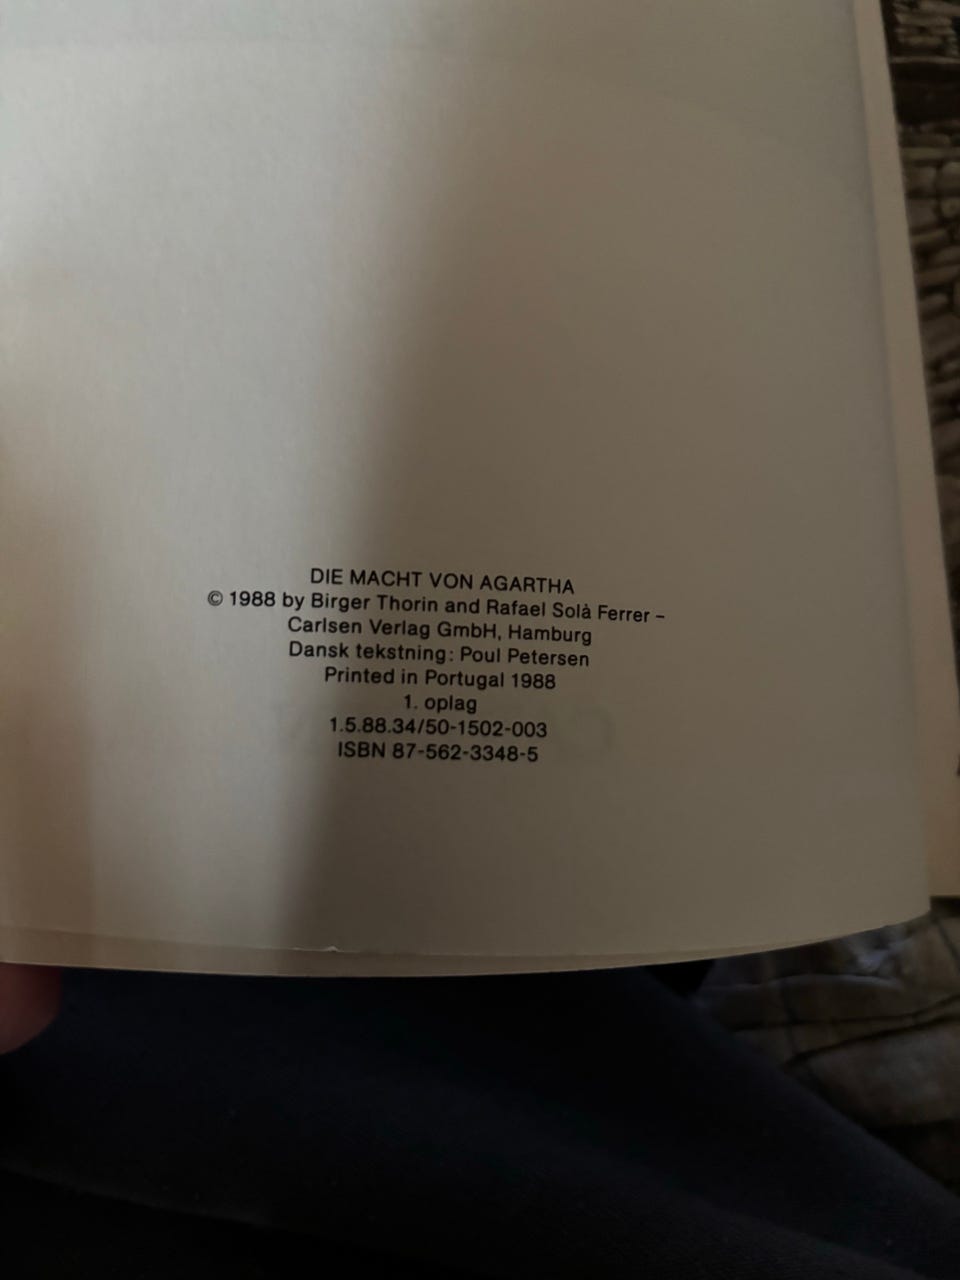 DIE MACHT VON AGARTHA
© 1988 by Birger Thorin and Rafael Solà Ferrer –
Carlsen Verlag GmbH, Hamburg
Dansk tekstning: Poul Petersen
Printed in Portugal 1988
1. oplag
1.5.88.34/50-1502-003
ISBN 87-562-3348-5